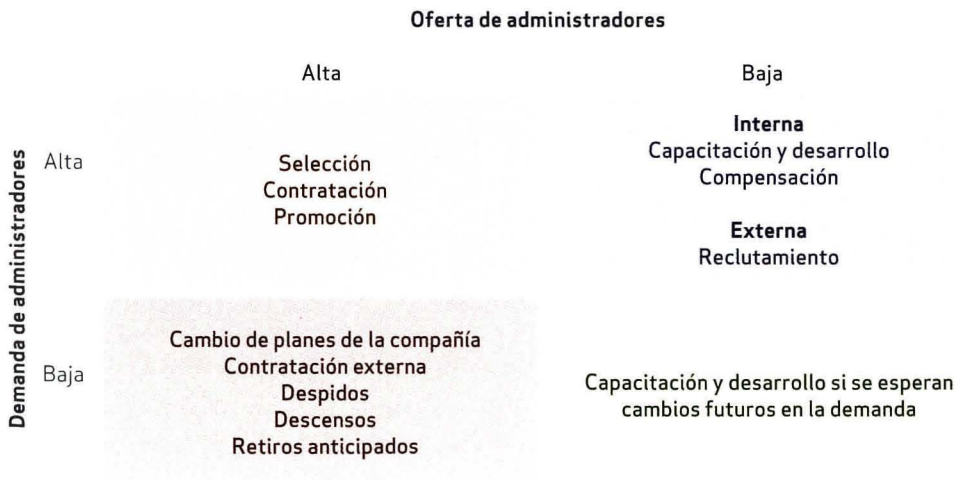 Oferta de administradores
Alta
Baja
Demanda de administradores
Alta
Selección
Contratación
Promoción
Interna
Capacitación y desarrollo
Compensación
Externa
Reclutamiento
Baja
Cambio de planes de la compañía
Contratación externa
Despidos
Descensos
Retiros anticipados
Capacitación y desarrollo si se esperan
cambios futuros en la demanda